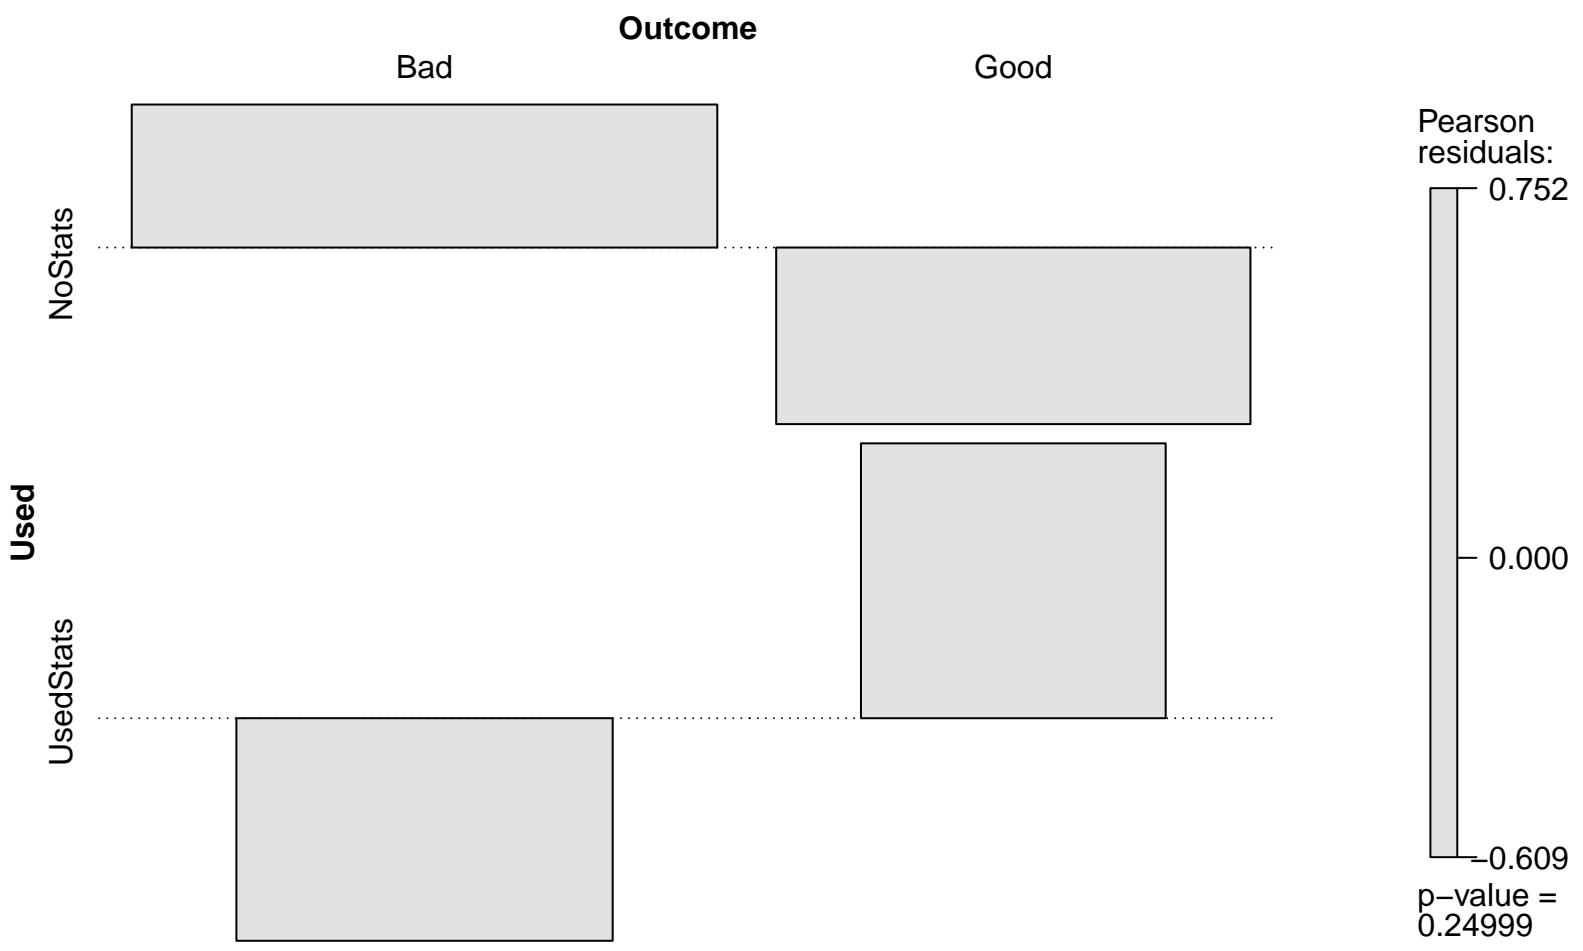 Outcome
Bad
Good
Used
NoStats
UsedStats
Pearson
residuals:
0.752
0.000
−0.609
p−value =
0.24999